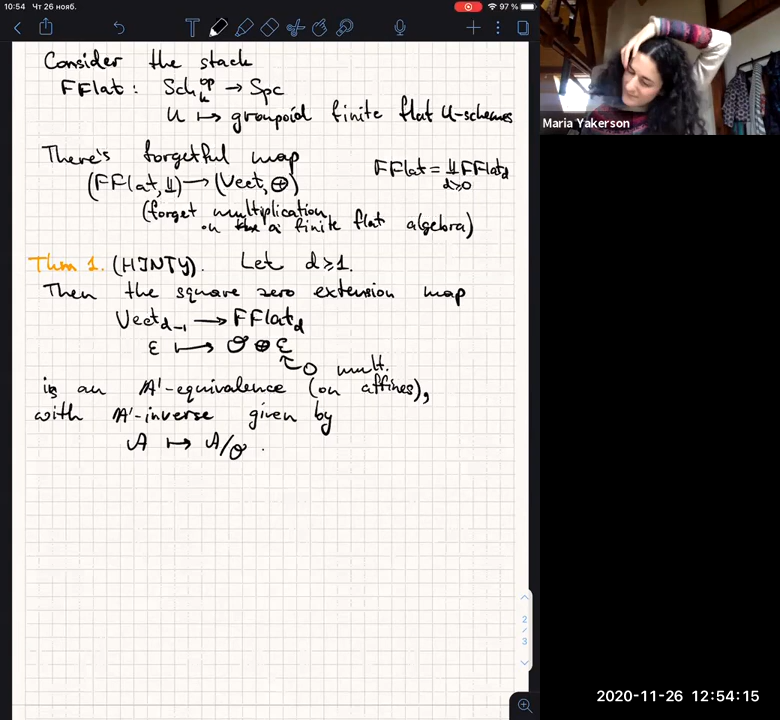 10:54 Чт 26 нояб.
97 %
Consider the stack
FFlat : Sch_k^op → Spc
U ↦ groupoid finite flat U-schemes
There's forgetful map
(FFlat, ⨿) → (Vect, ⊕)
FFlat = ⨿_{d≥0} FFlat_d
(forget multiplication
on a finite flat algebra)
Thm 1. (HJNTY). Let d ≥ 1.
Then the square zero extension map
Vect_{d-1} → FFlat_d
ℰ ↦ 𝒪 ⊕ ℰ
0 mult.
is an A¹-equivalence (on affines),
with A¹-inverse given by
𝒜 ↦ 𝒜/𝒪 .
Maria Yakerson
2
/
3
2020-11-26 12:54:15